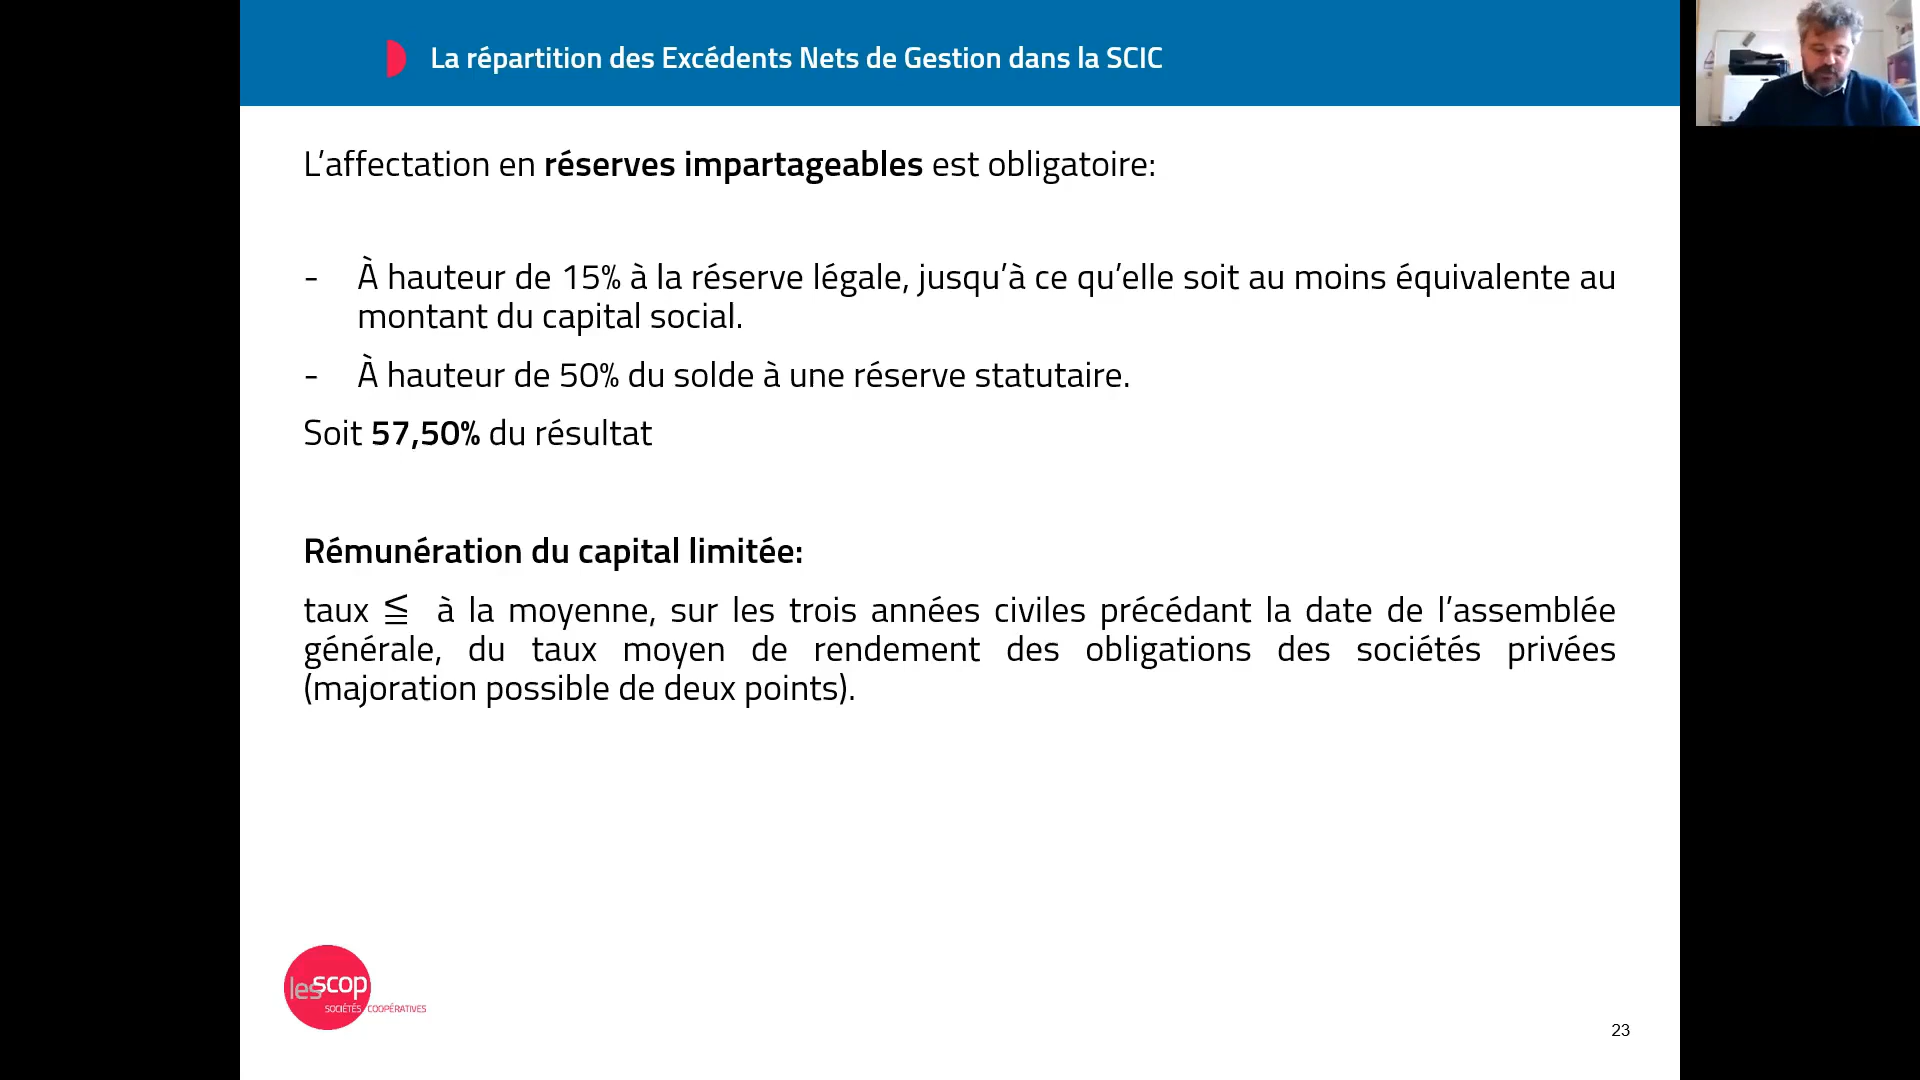 La répartition des Excédents Nets de Gestion dans la SCIC
L’affectation en réserves impartageables est obligatoire:
- À hauteur de 15% à la réserve légale, jusqu’à ce qu’elle soit au moins équivalente au
montant du capital social.
- À hauteur de 50% du solde à une réserve statutaire.
Soit 57,50% du résultat
Rémunération du capital limitée:
taux ≦ à la moyenne, sur les trois années civiles précédant la date de l’assemblée
générale, du taux moyen de rendement des obligations des sociétés privées
(majoration possible de deux points).
les scop
SOCIÉTÉS COOPÉRATIVES
23